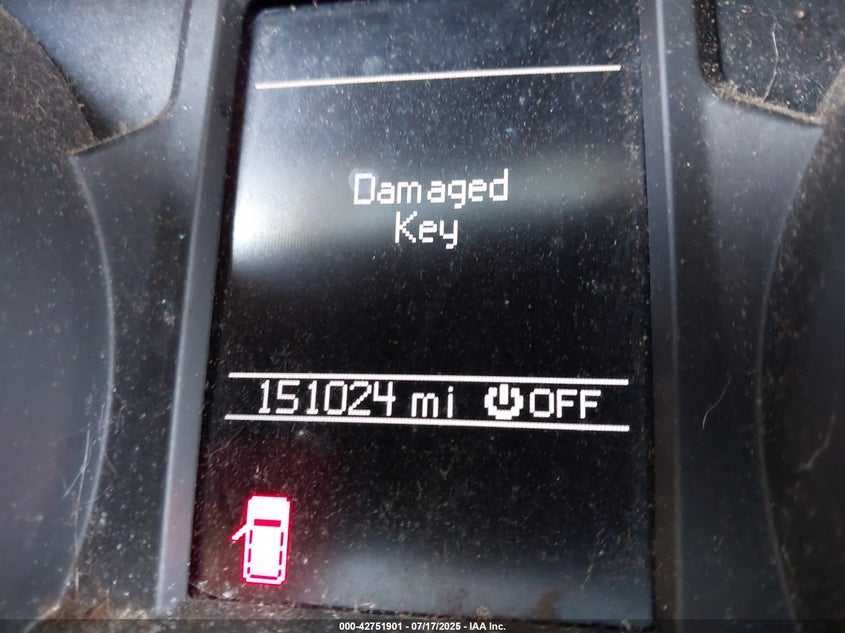 Damaged
Key
151024 mi OFF
000-42751901 - 07/17/2025 - IAA Inc.